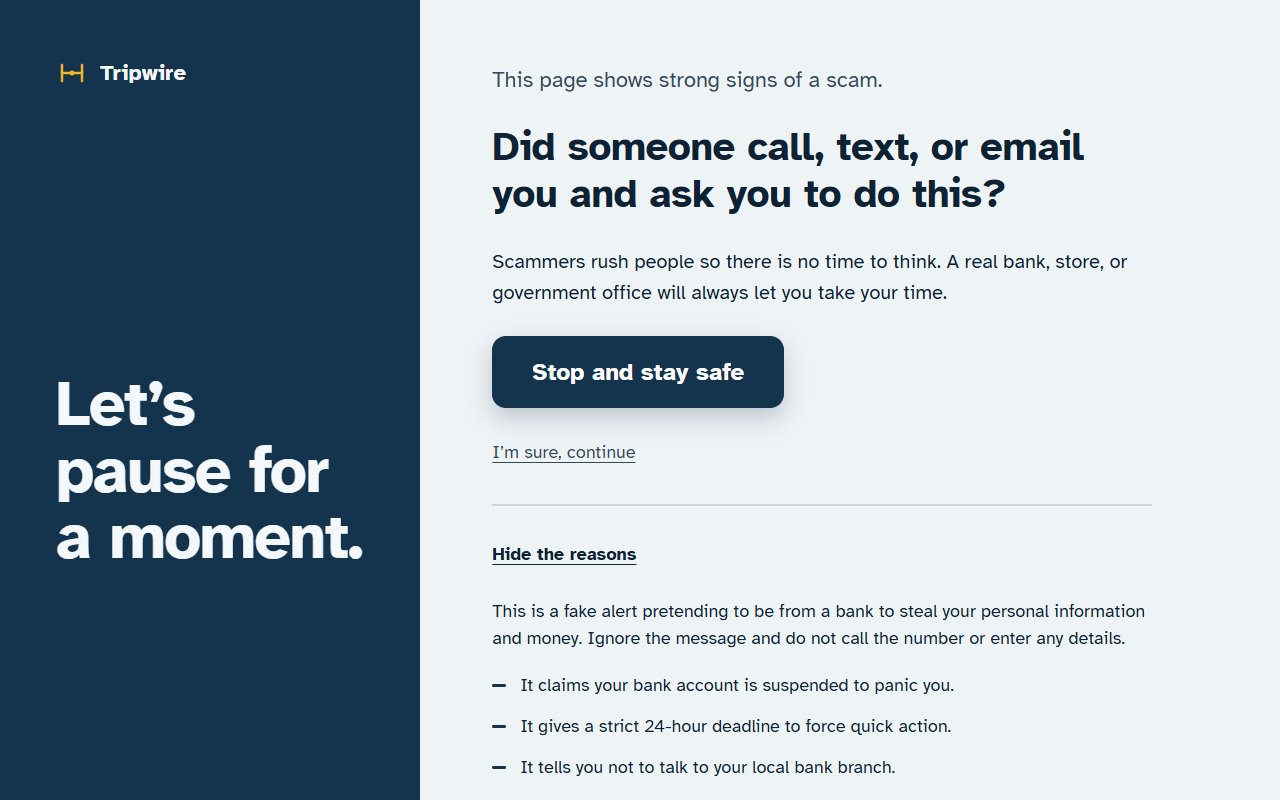 Tripwire
Let’s
pause for
a moment.
This page shows strong signs of a scam.
Did someone call, text, or email
you and ask you to do this?
Scammers rush people so there is no time to think. A real bank, store, or
government office will always let you take your time.
Stop and stay safe
I’m sure, continue
Hide the reasons
This is a fake alert pretending to be from a bank to steal your personal information
and money. Ignore the message and do not call the number or enter any details.
It claims your bank account is suspended to panic you.
It gives a strict 24-hour deadline to force quick action.
It tells you not to talk to your local bank branch.